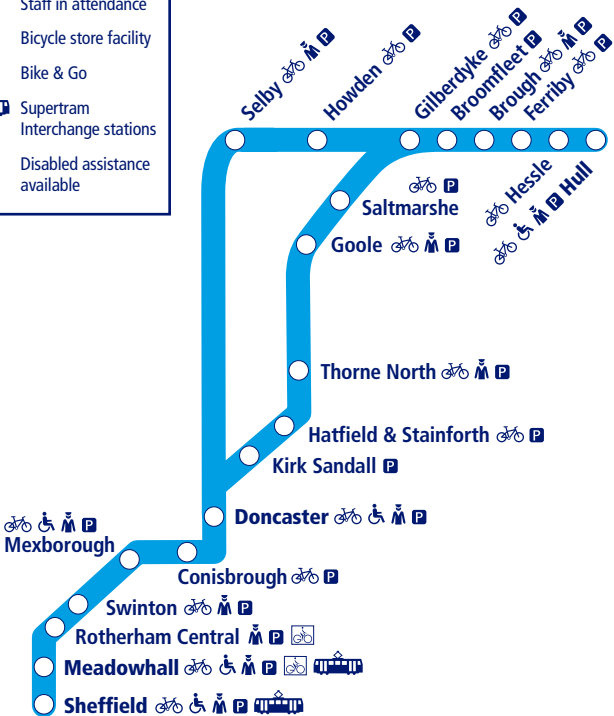 Staff in attendance
Bicycle store facility
Bike & Go
Supertram
Interchange stations
Disabled assistance
available
Selby P
Howden P
Gilberdyke P
Broomfleet P
Brough P
Ferriby P
Hessle
P Hull
P
Saltmarshe
Goole P
Thorne North P
Hatfield & Stainforth P
Kirk Sandall P
Doncaster P
P
Mexborough
Conisbrough P
Swinton P
Rotherham Central P
Meadowhall P
Sheffield P